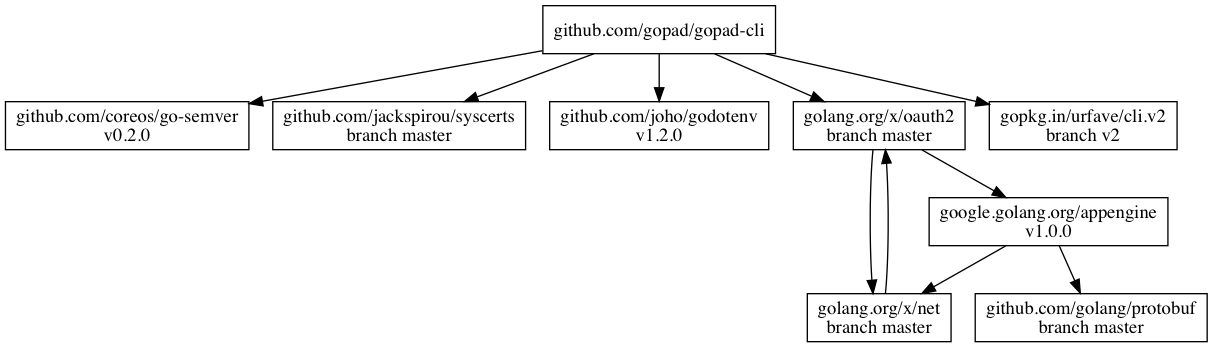 github.com/gopad/gopad-cli
github.com/coreos/go-semver
v0.2.0
github.com/jackspirou/syscerts
branch master
github.com/joho/godotenv
v1.2.0
golang.org/x/oauth2
branch master
gopkg.in/urfave/cli.v2
branch v2
google.golang.org/appengine
v1.0.0
golang.org/x/net
branch master
github.com/golang/protobuf
branch master